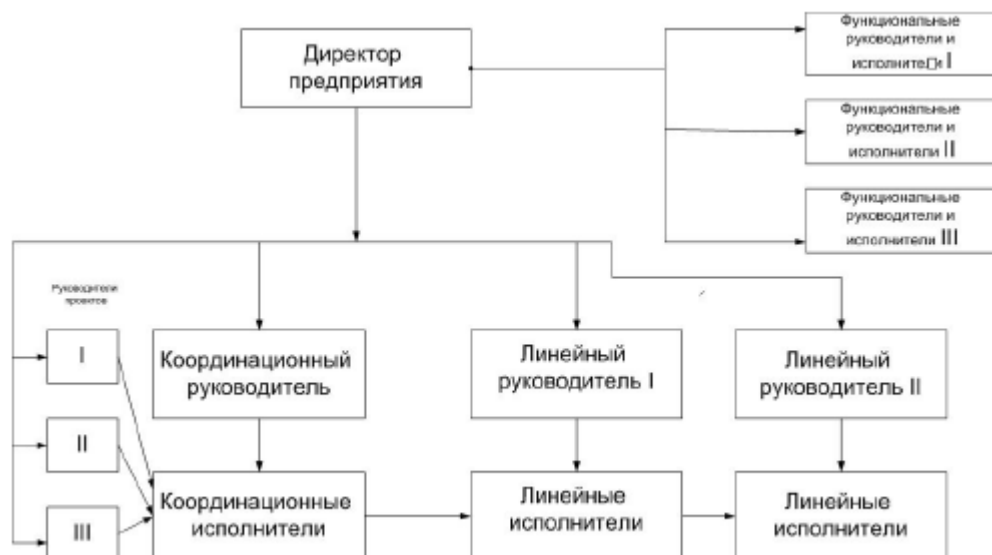 Директор
предприятия
Функциональные
руководители и
исполнители I
Функциональные
руководители и
исполнители II
Функциональные
руководители и
исполнители III
Руководители
проектов
I
II
III
Координационный
руководитель
Линейный
руководитель I
Линейный
руководитель II
Координационные
исполнители
Линейные
исполнители
Линейные
исполнители